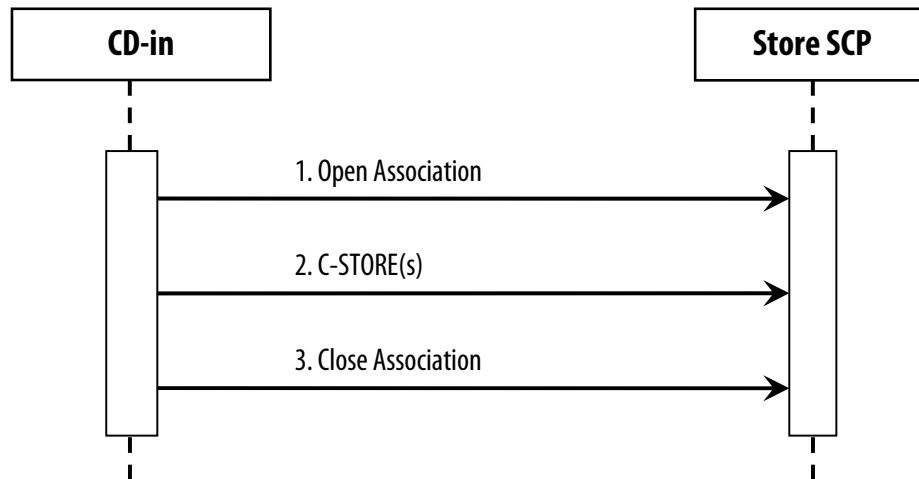 CD-in
Store SCP
1. Open Association
2. C-STORE(s)
3. Close Association